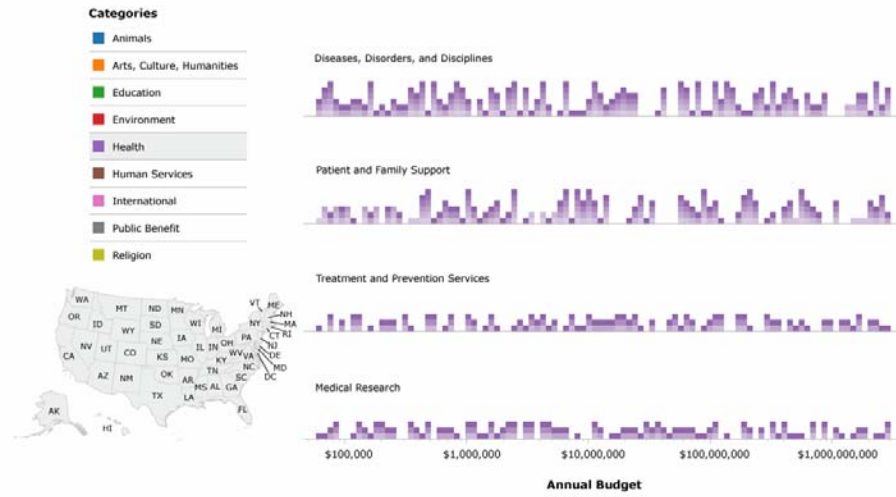 Categories
Animals
Arts, Culture, Humanities
Education
Environment
Health
Human Services
International
Public Benefit
Religion
Diseases, Disorders, and Disciplines
Patient and Family Support
Treatment and Prevention Services
Medical Research
$100,000
$1,000,000
$10,000,000
$100,000,000
$1,000,000,000
Annual Budget
WA
OR
CA
ID
NV
AZ
MT
WY
UT
CO
NM
ND
SD
NE
KS
OK
TX
MN
IA
MO
AR
LA
WI
IL
IN
MI
OH
KY
TN
MS
AL
GA
FL
SC
NC
WV
VA
PA
NY
VT
ME
NH
MA
RI
CT
NJ
DE
MD
DC
AK
HI